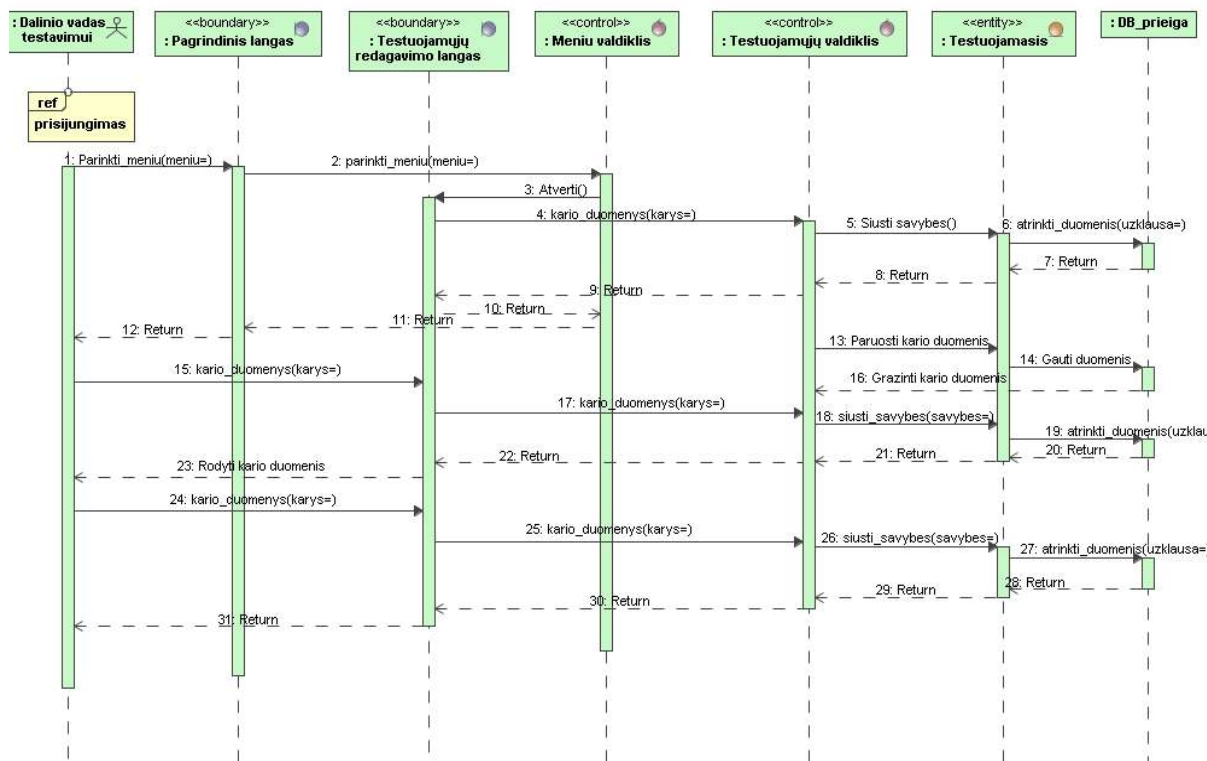 : Dalinio vadas
testavimui
<<boundary>>
: Pagrindinis langas
<<boundary>>
: Testuojamųjų
redagavimo langas
<<control>>
: Meniu valdiklis
<<control>>
: Testuojamųjų valdiklis
<<entity>>
: Testuojamasis
: DB_prieiga
ref
prisijungimas
1: Parinkti_meniu(meniu=)
2: parinkti_meniu(meniu=)
3: Atverti()
4: kario_duomenys(karys=)
5: Siusti savybes()
6: atrinkti_duomenis(uzklausa=)
7: Return
8: Return
9: Return
10: Return
11: Return
12: Return
13: Paruosti kario duomenis
14: Gauti duomenis
15: kario_duomenys(karys=)
16: Grazinti kario duomenis
17: kario_duomenys(karys=)
18: siusti_savybes(savybes=)
19: atrinkti_duomenis(uzklau
20: Return
21: Return
22: Return
23: Rodyti kario duomenis
24: kario_duomenys(karys=)
25: kario_duomenys(karys=)
26: siusti_savybes(savybes=)
27: atrinkti_duomenis(uzklausa=)
28: Return
29: Return
30: Return
31: Return